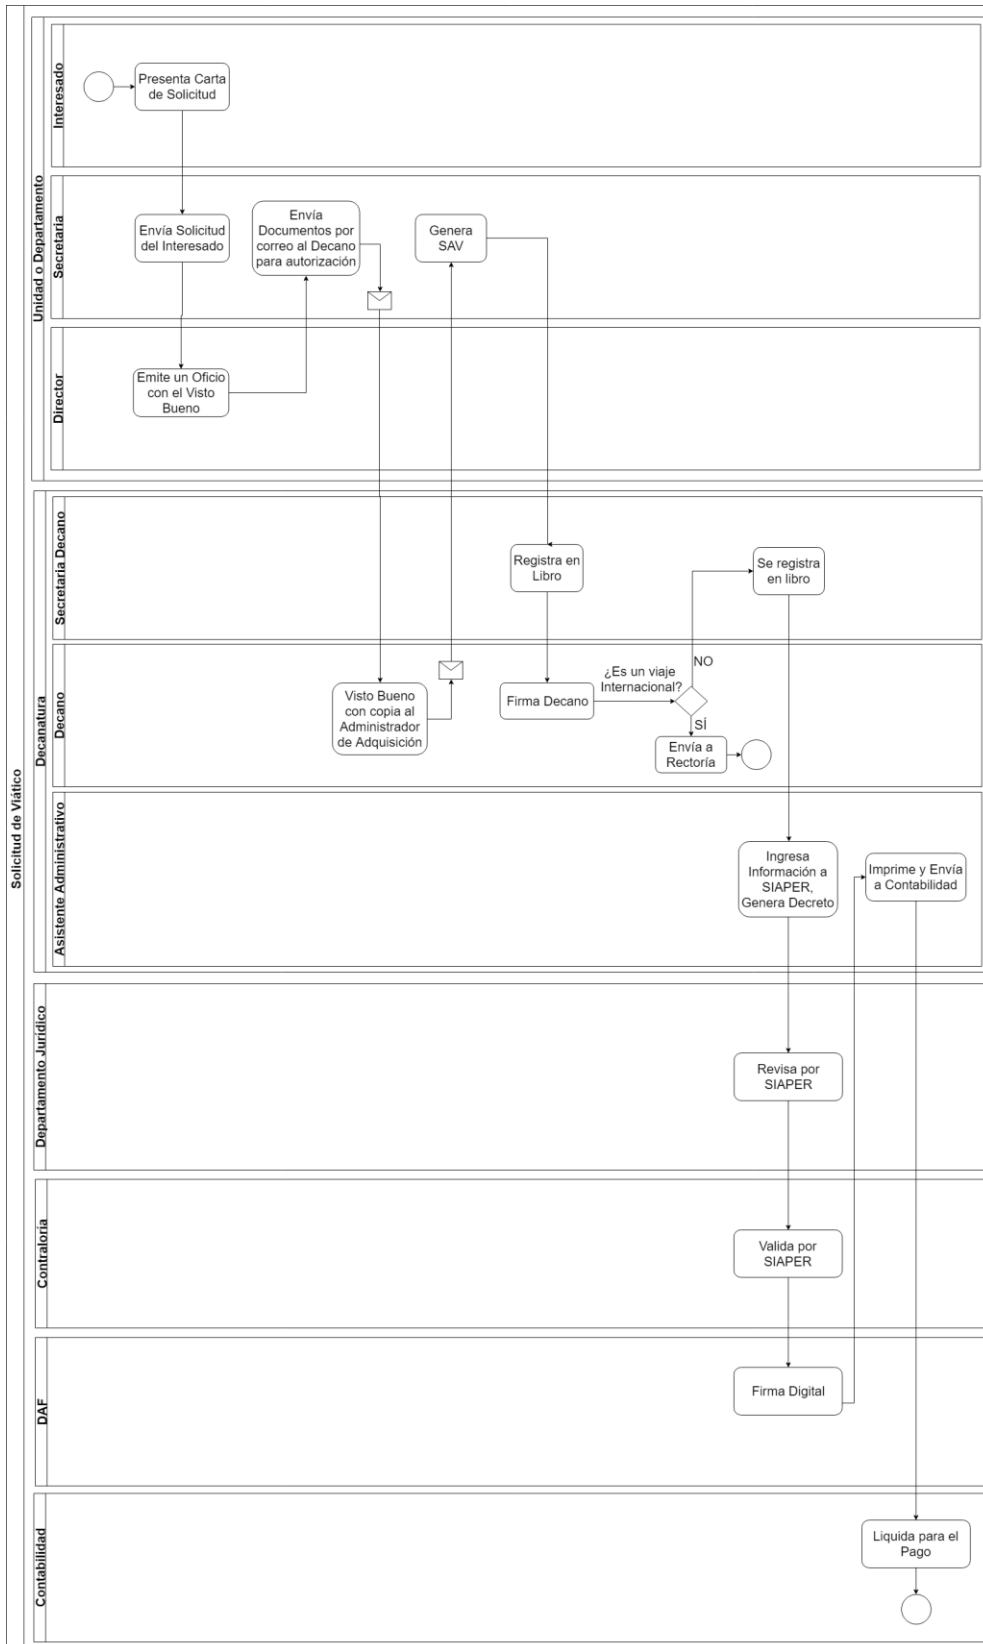 Solicitud de Viático
Unidad o Departamento
Interesado
Presenta Carta
de Solicitud
Secretaria
Envía Solicitud
del Interesado
Envía
Documentos por
correo al Decano
para autorización
Genera
SAV
Director
Emite un Oficio
con el Visto
Bueno
Decanatura
Secretaria Decano
Registra en
Libro
Se registra
en libro
Decano
Visto Bueno
con copia al
Administrador
de Adquisición
Firma Decano
¿Es un viaje
Internacional?
NO
SÍ
Envía a
Rectoría
Asistente Administrativo
Ingresa
Información a
SIAPER,
Genera Decreto
Imprime y Envía
a Contabilidad
Departamento Jurídico
Revisa por
SIAPER
Contraloría
Valida por
SIAPER
DAF
Firma Digital
Contabilidad
Liquida para el
Pago